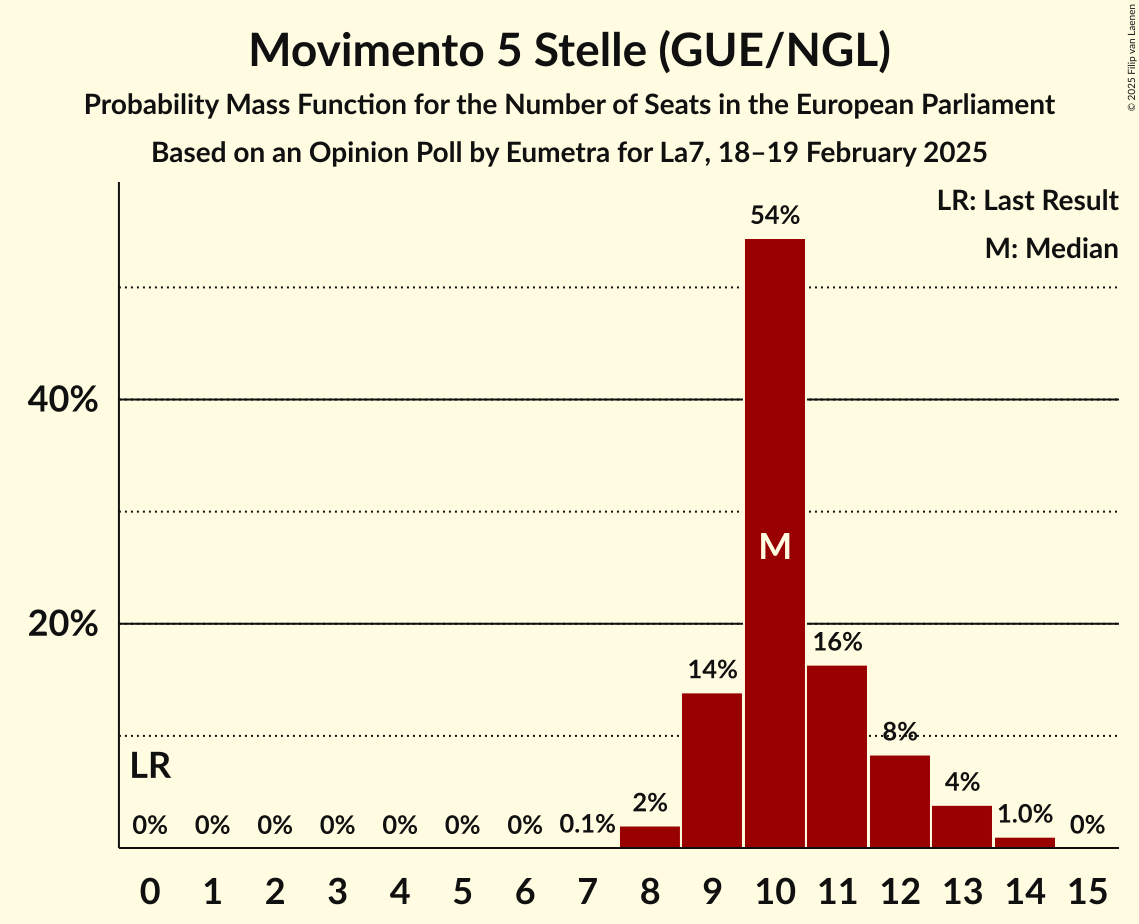 Movimento 5 Stelle (GUE/NGL)
Probability Mass Function for the Number of Seats in the European Parliament
Based on an Opinion Poll by Eumetra for La7, 18–19 February 2025
© 2025 Filip van Laenen
LR: Last Result
M: Median
54%
40%
M
20%
16%
14%
8%
LR
4%
2%
1.0%
0% 0% 0% 0% 0% 0% 0% 0.1% 0%
0 1 2 3 4 5 6 7 8 9 10 11 12 13 14 15